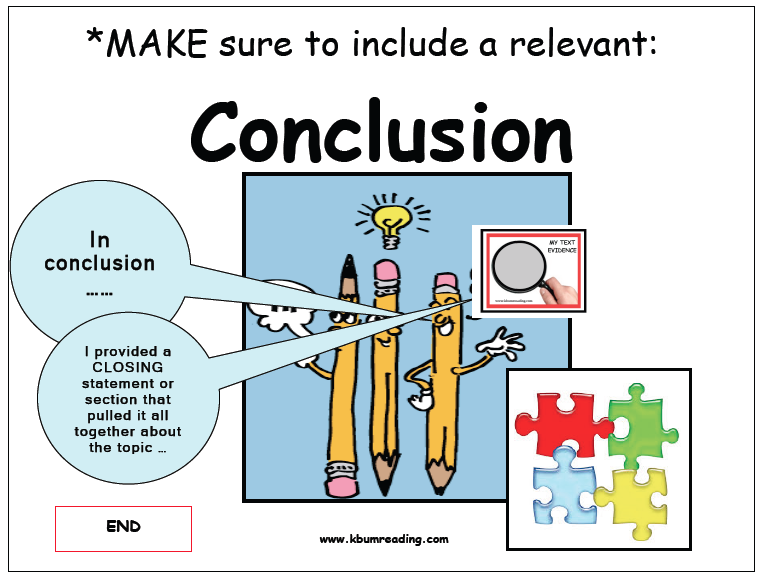 *MAKE sure to include a relevant:
Conclusion
In
conclusion
......
I provided a
CLOSING
statement or
section that
pulled it all
together about
the topic ...
MY TEXT
EVIDENCE
www.kbumreading.com
END
www.kbumreading.com